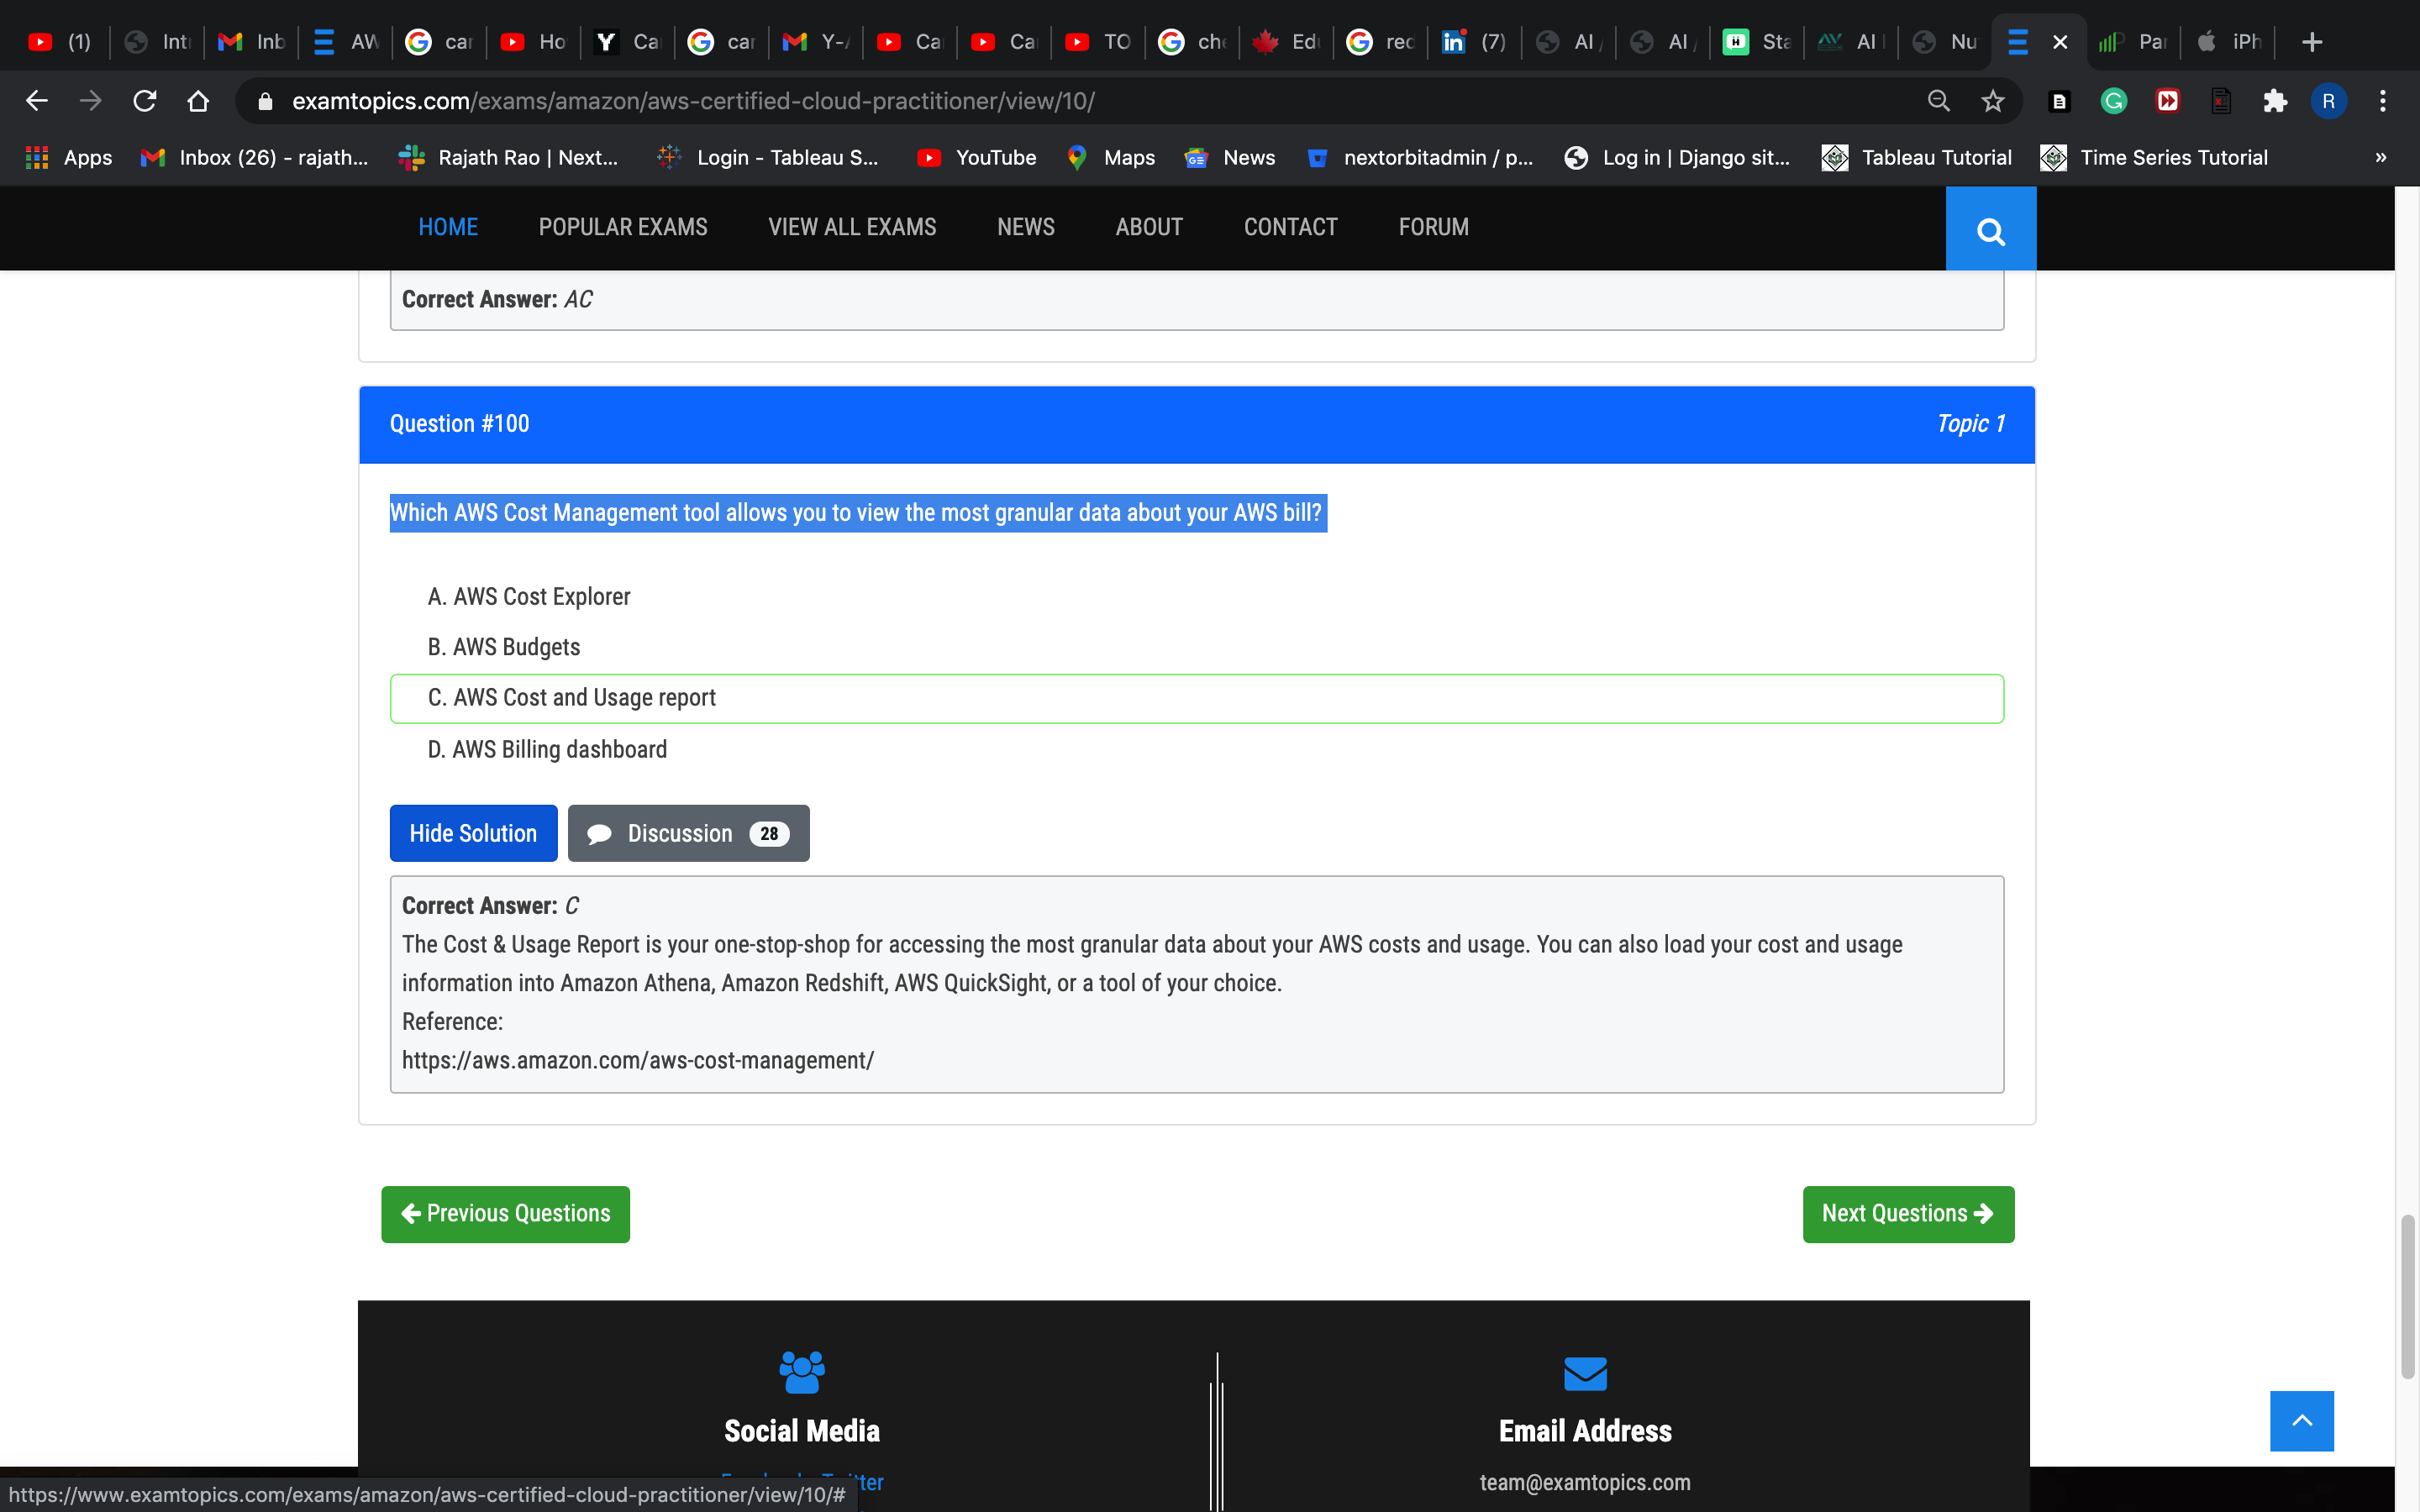 (1) Int Inb AW car Ho Ca car Y-/ Ca Ca TO che Edu rec (7) AI / AI / Sta AI | Nu Par iPh
examtopics.com/exams/amazon/aws-certified-cloud-practitioner/view/10/ R
Apps Inbox (26) - rajath... Rajath Rao | Next... Login - Tableau S... YouTube Maps News nextorbitadmin / p... Log in | Django sit... Tableau Tutorial Time Series Tutorial »
HOME POPULAR EXAMS VIEW ALL EXAMS NEWS ABOUT CONTACT FORUM
Correct Answer: AC
Question #100 Topic 1
Which AWS Cost Management tool allows you to view the most granular data about your AWS bill?
A. AWS Cost Explorer
B. AWS Budgets
C. AWS Cost and Usage report
D. AWS Billing dashboard
Hide Solution Discussion 28
Correct Answer: C
The Cost & Usage Report is your one-stop-shop for accessing the most granular data about your AWS costs and usage. You can also load your cost and usage
information into Amazon Athena, Amazon Redshift, AWS QuickSight, or a tool of your choice.
Reference:
https://aws.amazon.com/aws-cost-management/
Previous Questions Next Questions
Social Media Email Address
team@examtopics.com
https://www.examtopics.com/exams/amazon/aws-certified-cloud-practitioner/view/10/#